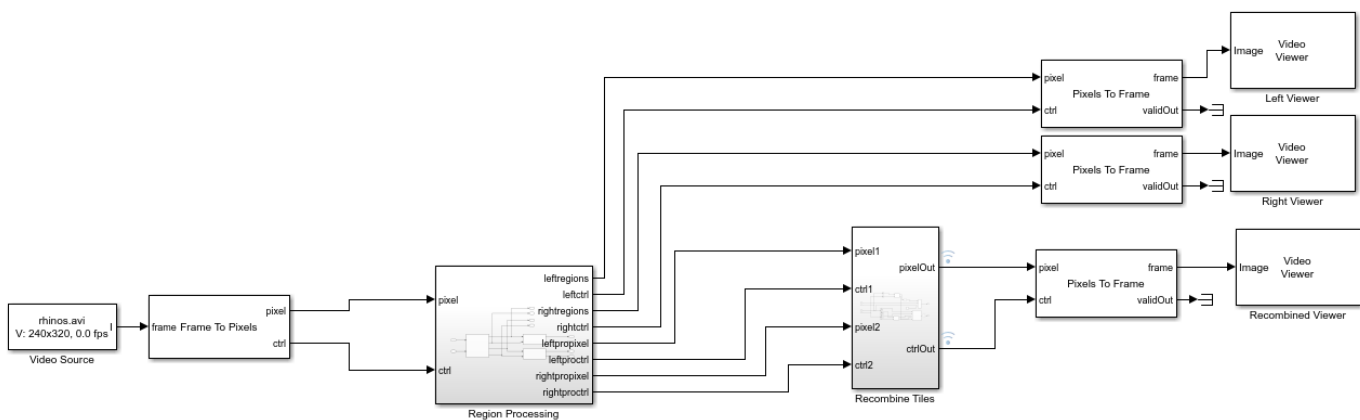 rhinos.avi
V: 240x320, 0.0 fps
I
Video Source
frame
Frame To Pixels
pixel
ctrl
pixel
ctrl
leftregions
leftctrl
rightregions
rightctrl
leftpropixel
leftproctrl
rightpropixel
rightproctrl
Region Processing
pixel1
ctrl1
pixel2
ctrl2
pixelOut
ctrlOut
Recombine Tiles
pixel
ctrl
Pixels To Frame
frame
validOut
Image
Video
Viewer
Left Viewer
pixel
ctrl
Pixels To Frame
frame
validOut
Image
Video
Viewer
Right Viewer
pixel
ctrl
Pixels To Frame
frame
validOut
Image
Video
Viewer
Recombined Viewer